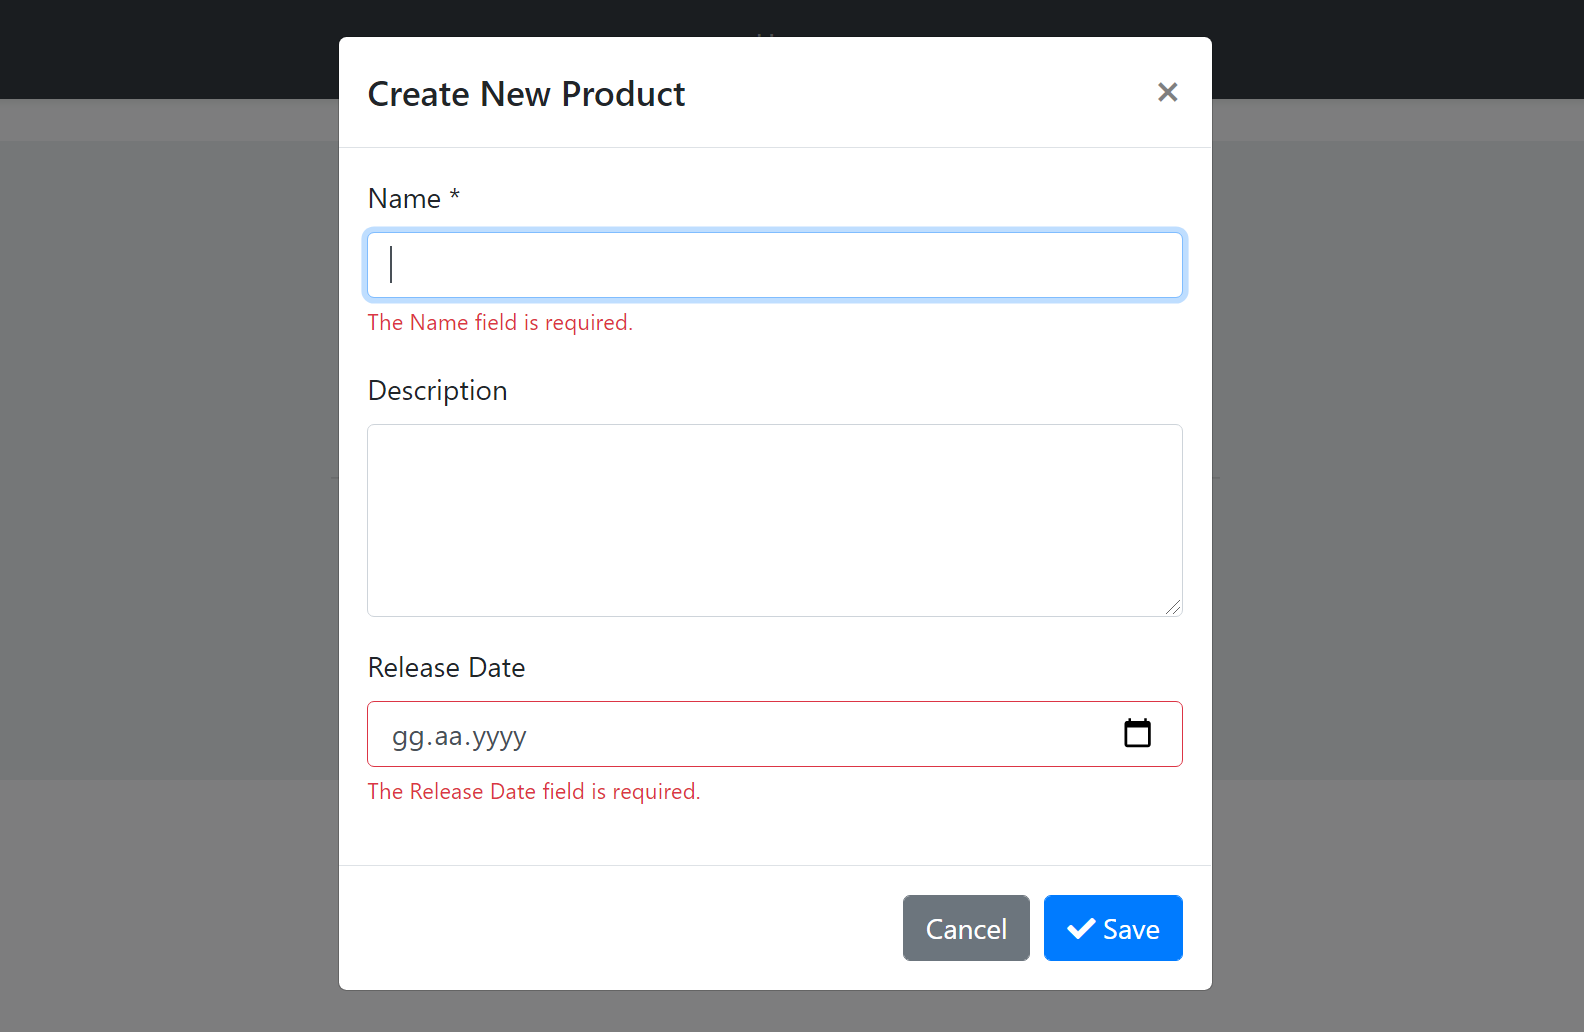 Create New Product
Name *
The Name field is required.
Description
Release Date
gg.aa.yyyy
The Release Date field is required.
Cancel
Save